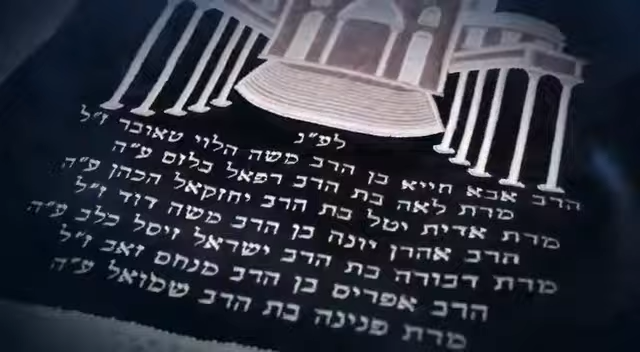 לע״נ
הרב אבא חייא בן הרב משה הלוי טאובר ז״ל
מרת לאה בת הרב רפאל בלום ע״ה
מרת אדית יטל בת הרב יחזקאל הכהן ע״ה
הרב אהרן יונה בן הרב משה דוד ז״ל
מרת דבורה בת הרב ישראל זיסל כלב ע״ה
הרב אפרים בן הרב מנחם זאב ז״ל
מרת פנינה בת הרב שמואל ע״ה